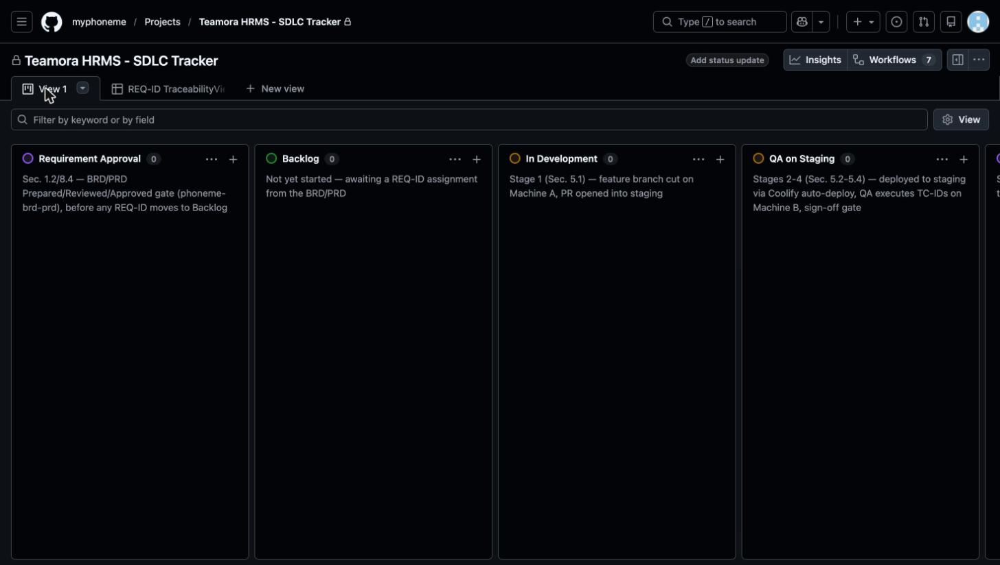 myphoneme / Projects / Teamora HRMS - SDLC Tracker
Type / to search
Teamora HRMS - SDLC Tracker
Add status update
Insights
Workflows 7
View 1
REQ-ID TraceabilityVi
New view
Filter by keyword or by field
View
Requirement Approval 0
Sec. 1.2/8.4 — BRD/PRD
Prepared/Reviewed/Approved gate (phoneme-
brd-prd), before any REQ-ID moves to Backlog
Backlog 0
Not yet started — awaiting a REQ-ID assignment
from the BRD/PRD
In Development 0
Stage 1 (Sec. 5.1) — feature branch cut on
Machine A, PR opened into staging
QA on Staging 0
Stages 2-4 (Sec. 5.2-5.4) — deployed to staging
via Coolify auto-deploy, QA executes TC-IDs on
Machine B, sign-off gate